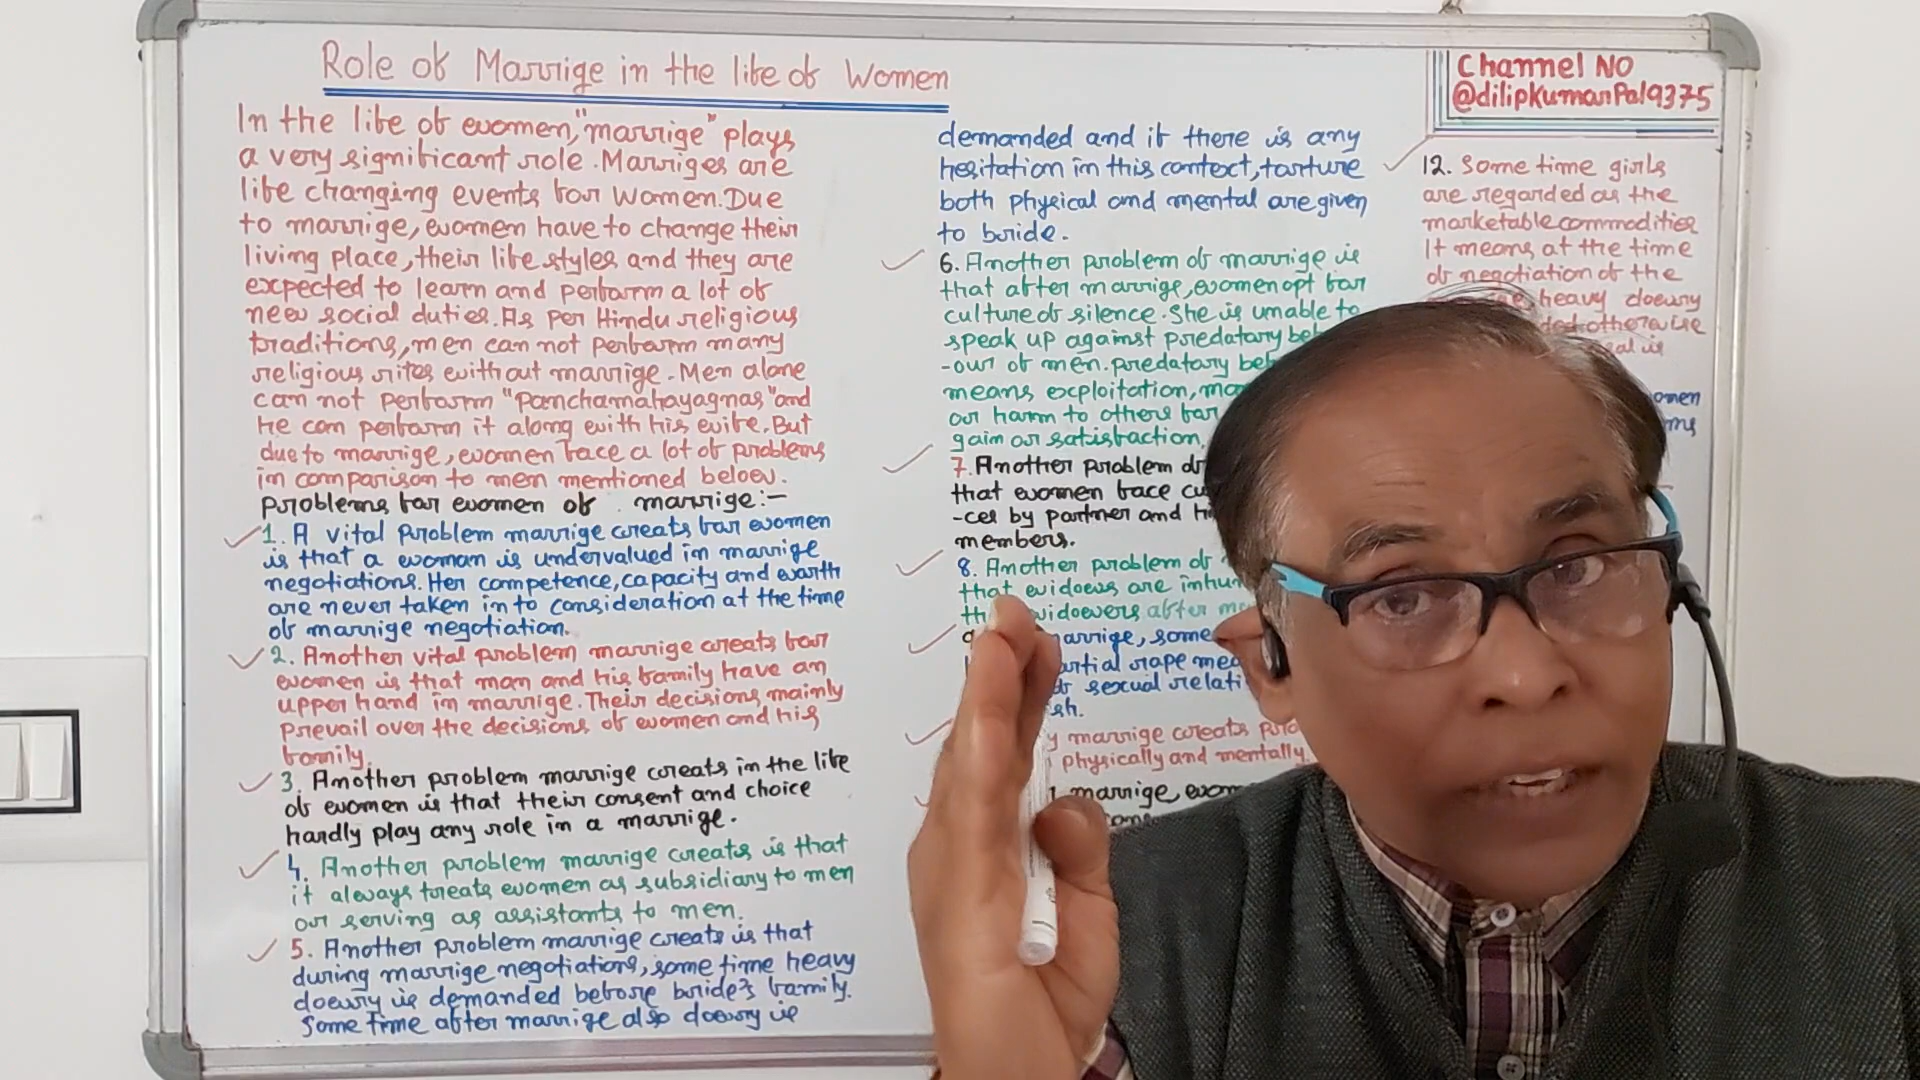 Role of Marrige in the life of Women
In the life of women, "marrige" plays
a very significant role. Marriges are
life changing events for women. Due
to marrige, women have to change their
living place, their life styles and they are
expected to learn and perform a lot of
new social duties. As per Hindu religious
traditions, men can not perform many
religious rites without marrige. Men alone
can not perform "Panchamahayagnas" and
He can perform it along with his wife. But
due to marrige, women face a lot of problems
in comparison to men mentioned below.
Problems for women of marrige:-
1. A vital problem marrige creats for women
is that a woman is undervalued in marrige
negotiations. Her competence, capacity and worth
are never taken in to consideration at the time
of marrige negotiation.
2. Another vital problem marrige creats for
women is that man and his family have an
upper hand in marrige. Their decisions, mainly
prevail over the decisions of women and his
family.
3. Another problem marrige creats in the life
of women is that their consent and choice
hardly play any role in a marrige.
4. Another problem marrige creats is that
it always treats women as subsidiary to men
or serving as assistants to men.
5. Another problem marrige creats is that
during marrige negotiations, some time heavy
dowry is demanded before bride's family.
Some time after marrige also dowry is
demanded and if there is any
hesitation in this context, torture
both physical and mental are given
to bride.
6. Another problem of marrige is
that after marrige, women opt for
culture of silence. She is unable to
speak up against predatory
-our of men. predatory
means exploitation,
or harm to others for
gain or satisfaction.
7. Another problem of
that women face
-ces by partner and
members.
8. Another problem of
that widows are
widowers after
marrige, some
rape
of sexual
marrige creats
physically and mentally.
marrige
Channel NO
@dilipkumarPal9375
12. Some time girls
are regarded as the
marketable commodities
It means at the time
of negotiation of the
heavy dowry
otherwise
is